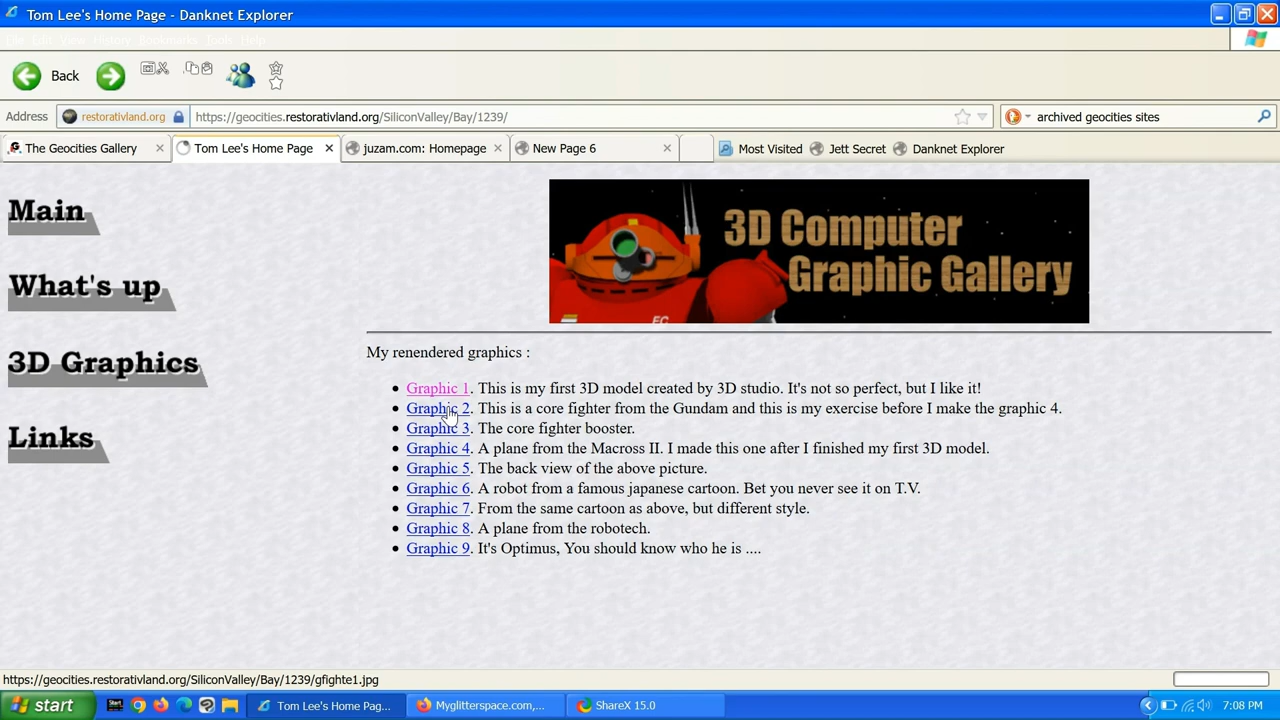 Tom Lee's Home Page - Danknet Explorer
File Edit View History Bookmarks Tools Help
Back
Address restorativland.org https://geocities.restorativland.org/SiliconValley/Bay/1239/ archived geocities sites
The Geocities Gallery Tom Lee's Home Page juzam.com: Homepage New Page 6 Most Visited Jett Secret Danknet Explorer
Main
What's up
3D Graphics
Links
3D Computer
Graphic Gallery
FC
My renendered graphics :
Graphic 1. This is my first 3D model created by 3D studio. It's not so perfect, but I like it!
Graphic 2. This is a core fighter from the Gundam and this is my exercise before I make the graphic 4.
Graphic 3. The core fighter booster.
Graphic 4. A plane from the Macross II. I made this one after I finished my first 3D model.
Graphic 5. The back view of the above picture.
Graphic 6. A robot from a famous japanese cartoon. Bet you never see it on T.V.
Graphic 7. From the same cartoon as above, but different style.
Graphic 8. A plane from the robotech.
Graphic 9. It's Optimus, You should know who he is ....
https://geocities.restorativland.org/SiliconValley/Bay/1239/gfighte1.jpg
start Tom Lee's Home Pag... Myglitterspace.com,... ShareX 15.0 7:08 PM